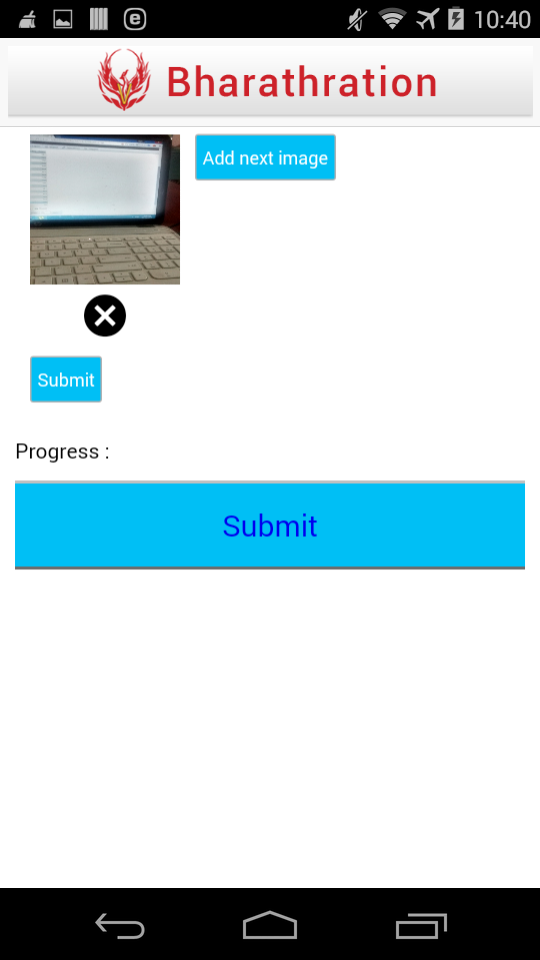 10:40
Bharathration
Add next image
Submit
Progress :
Submit